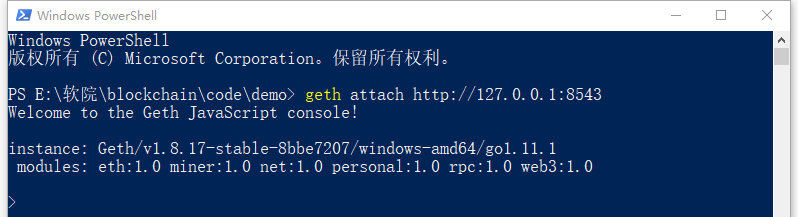 Windows PowerShell
Windows PowerShell
版权所有 (C) Microsoft Corporation。保留所有权利。
PS E:\软院\blockchain\code\demo> geth attach http://127.0.0.1:8543
Welcome to the Geth JavaScript console!
instance: Geth/v1.8.17-stable-8bbe7207/windows-amd64/go1.11.1
modules: eth:1.0 miner:1.0 net:1.0 personal:1.0 rpc:1.0 web3:1.0
>